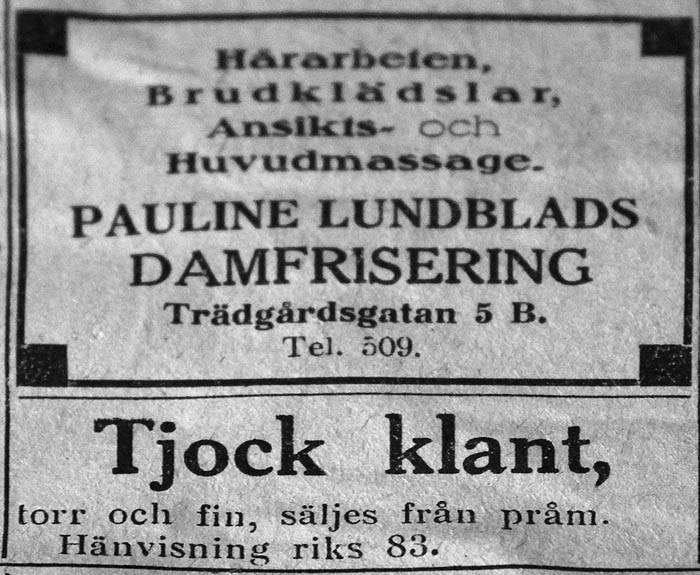 Hårarbeten,
Brudklädslar,
Ansikts- och
Huvudmassage.
PAULINE LUNDBLADS
DAMFRISERING
Trädgårdsgatan 5 B.
Tel. 509.
Tjock klant,
torr och fin, säljes från pråm.
Hänvisning riks 83.